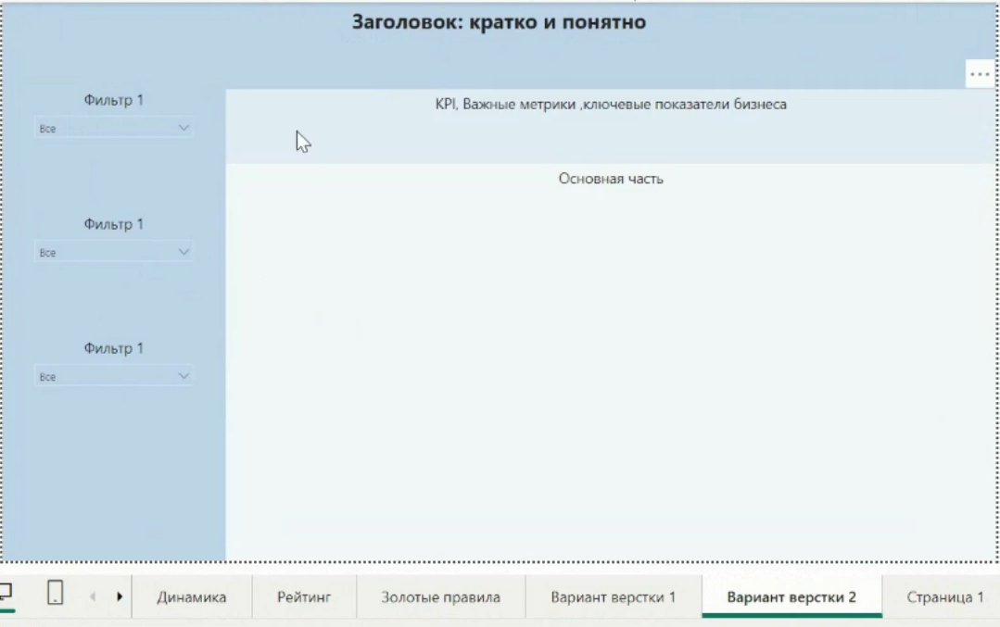 Заголовок: кратко и понятно
Фильтр 1
Все
KPI, Важные метрики ,ключевые показатели бизнеса
Основная часть
Фильтр 1
Все
Фильтр 1
Все
Динамика
Рейтинг
Золотые правила
Вариант верстки 1
Вариант верстки 2
Страница 1